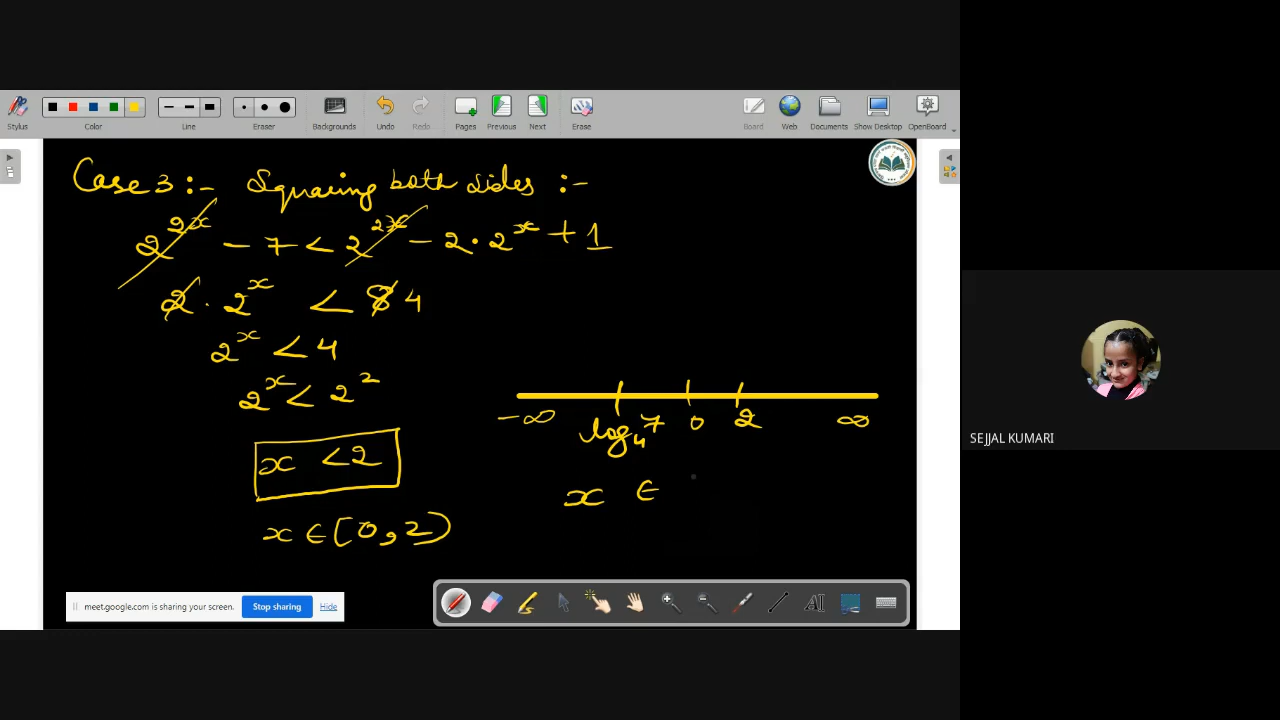 Stylus Color Line Eraser Backgrounds Undo Redo Pages Previous Next Erase Board Web Documents Show Desktop OpenBoard
Case 3 :- Squaring both sides :-
2^2x - 7 < 2^2x - 2 · 2^x + 1
2 · 2^x < 8 4
2^x < 4
2^x < 2^2
x < 2
x ∈ [0, 2)
-∞ log₄7 0 2 ∞
x ∈
SEJJAL KUMARI
meet.google.com is sharing your screen. Stop sharing Hide